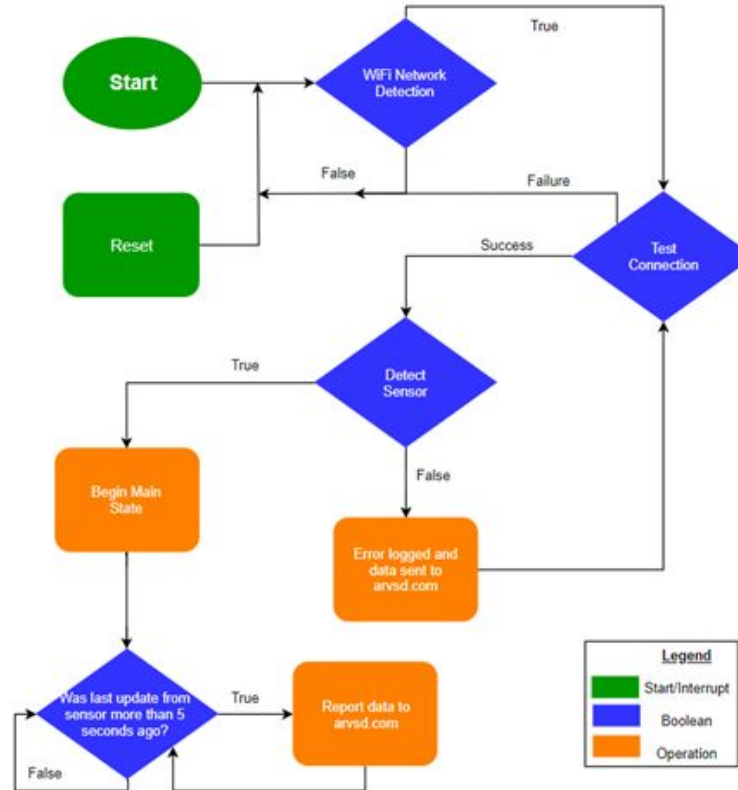 True
Start
WiFi Network
Detection
False
Failure
Reset
Success
Test
Connection
True
Detect
Sensor
False
Begin Main
State
Error logged and
data sent to
arvsd.com
Was last update from
sensor more than 5
seconds ago?
True
Report data to
arvsd.com
False
Legend
Start/Interrupt
Boolean
Operation